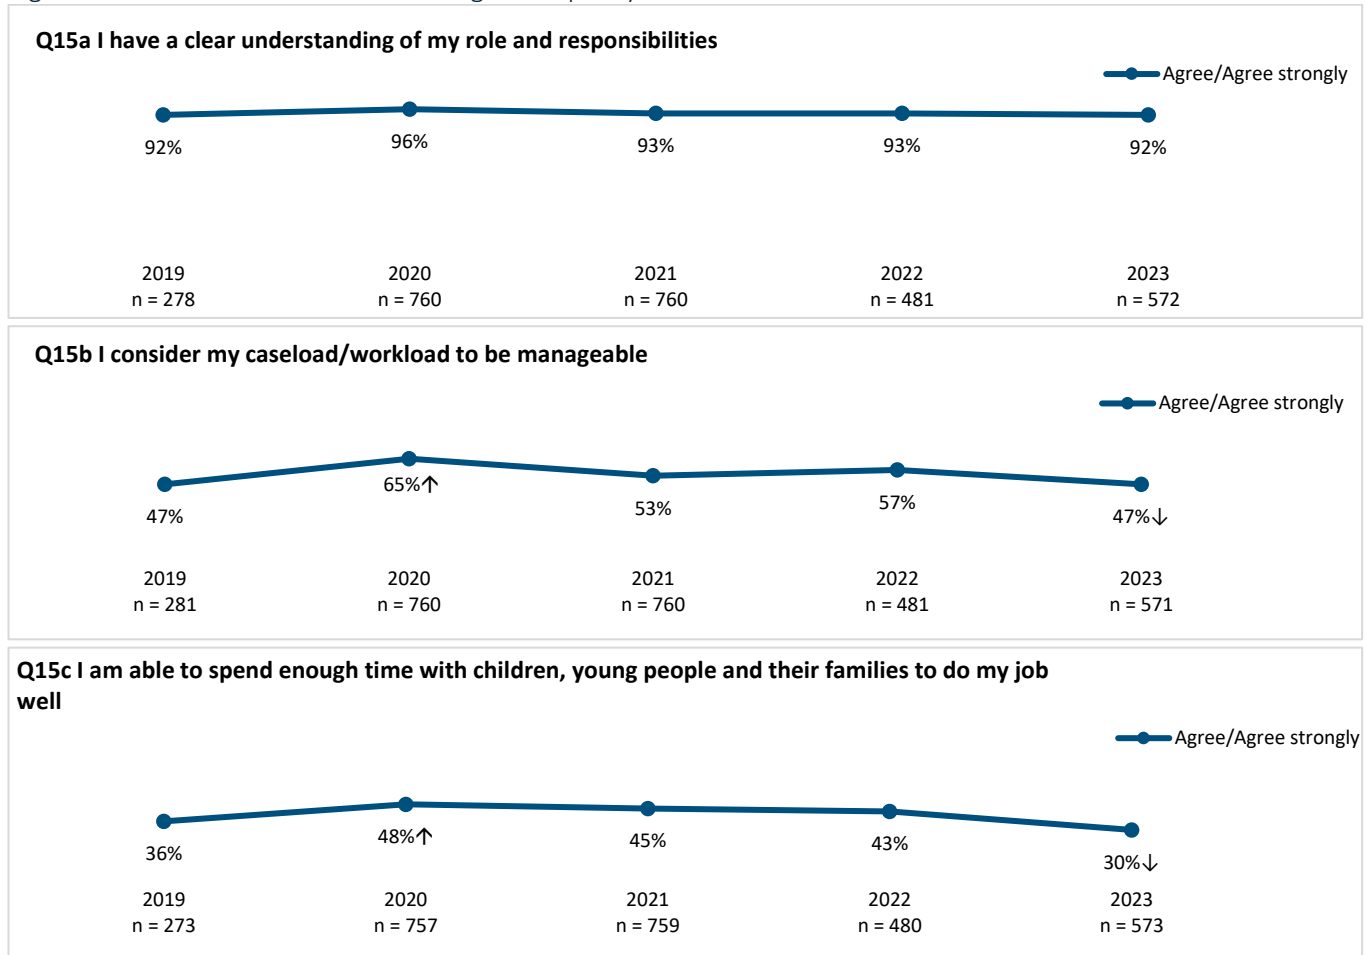 Q15a I have a clear understanding of my role and responsibilities
Agree/Agree strongly
92%
96%
93%
93%
92%
2019
2020
2021
2022
2023
n = 278
n = 760
n = 760
n = 481
n = 572
Q15b I consider my caseload/workload to be manageable
Agree/Agree strongly
47%
65%↑
53%
57%
47%↓
2019
2020
2021
2022
2023
n = 281
n = 760
n = 760
n = 481
n = 571
Q15c I am able to spend enough time with children, young people and their families to do my job
well
Agree/Agree strongly
36%
48%↑
45%
43%
30%↓
2019
2020
2021
2022
2023
n = 273
n = 757
n = 759
n = 480
n = 573